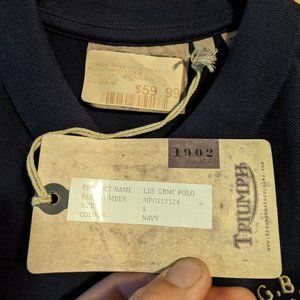 $59.99
1902
TRIUMPH
PRODUCT NAME : LDS GBMC POLO
PART NUMBER : MPOS13124
SIZE : S
COLOUR : NAVY
G.B